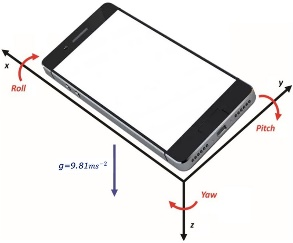 x
y
Roll
Pitch
g=9.81ms⁻²
Yaw
z